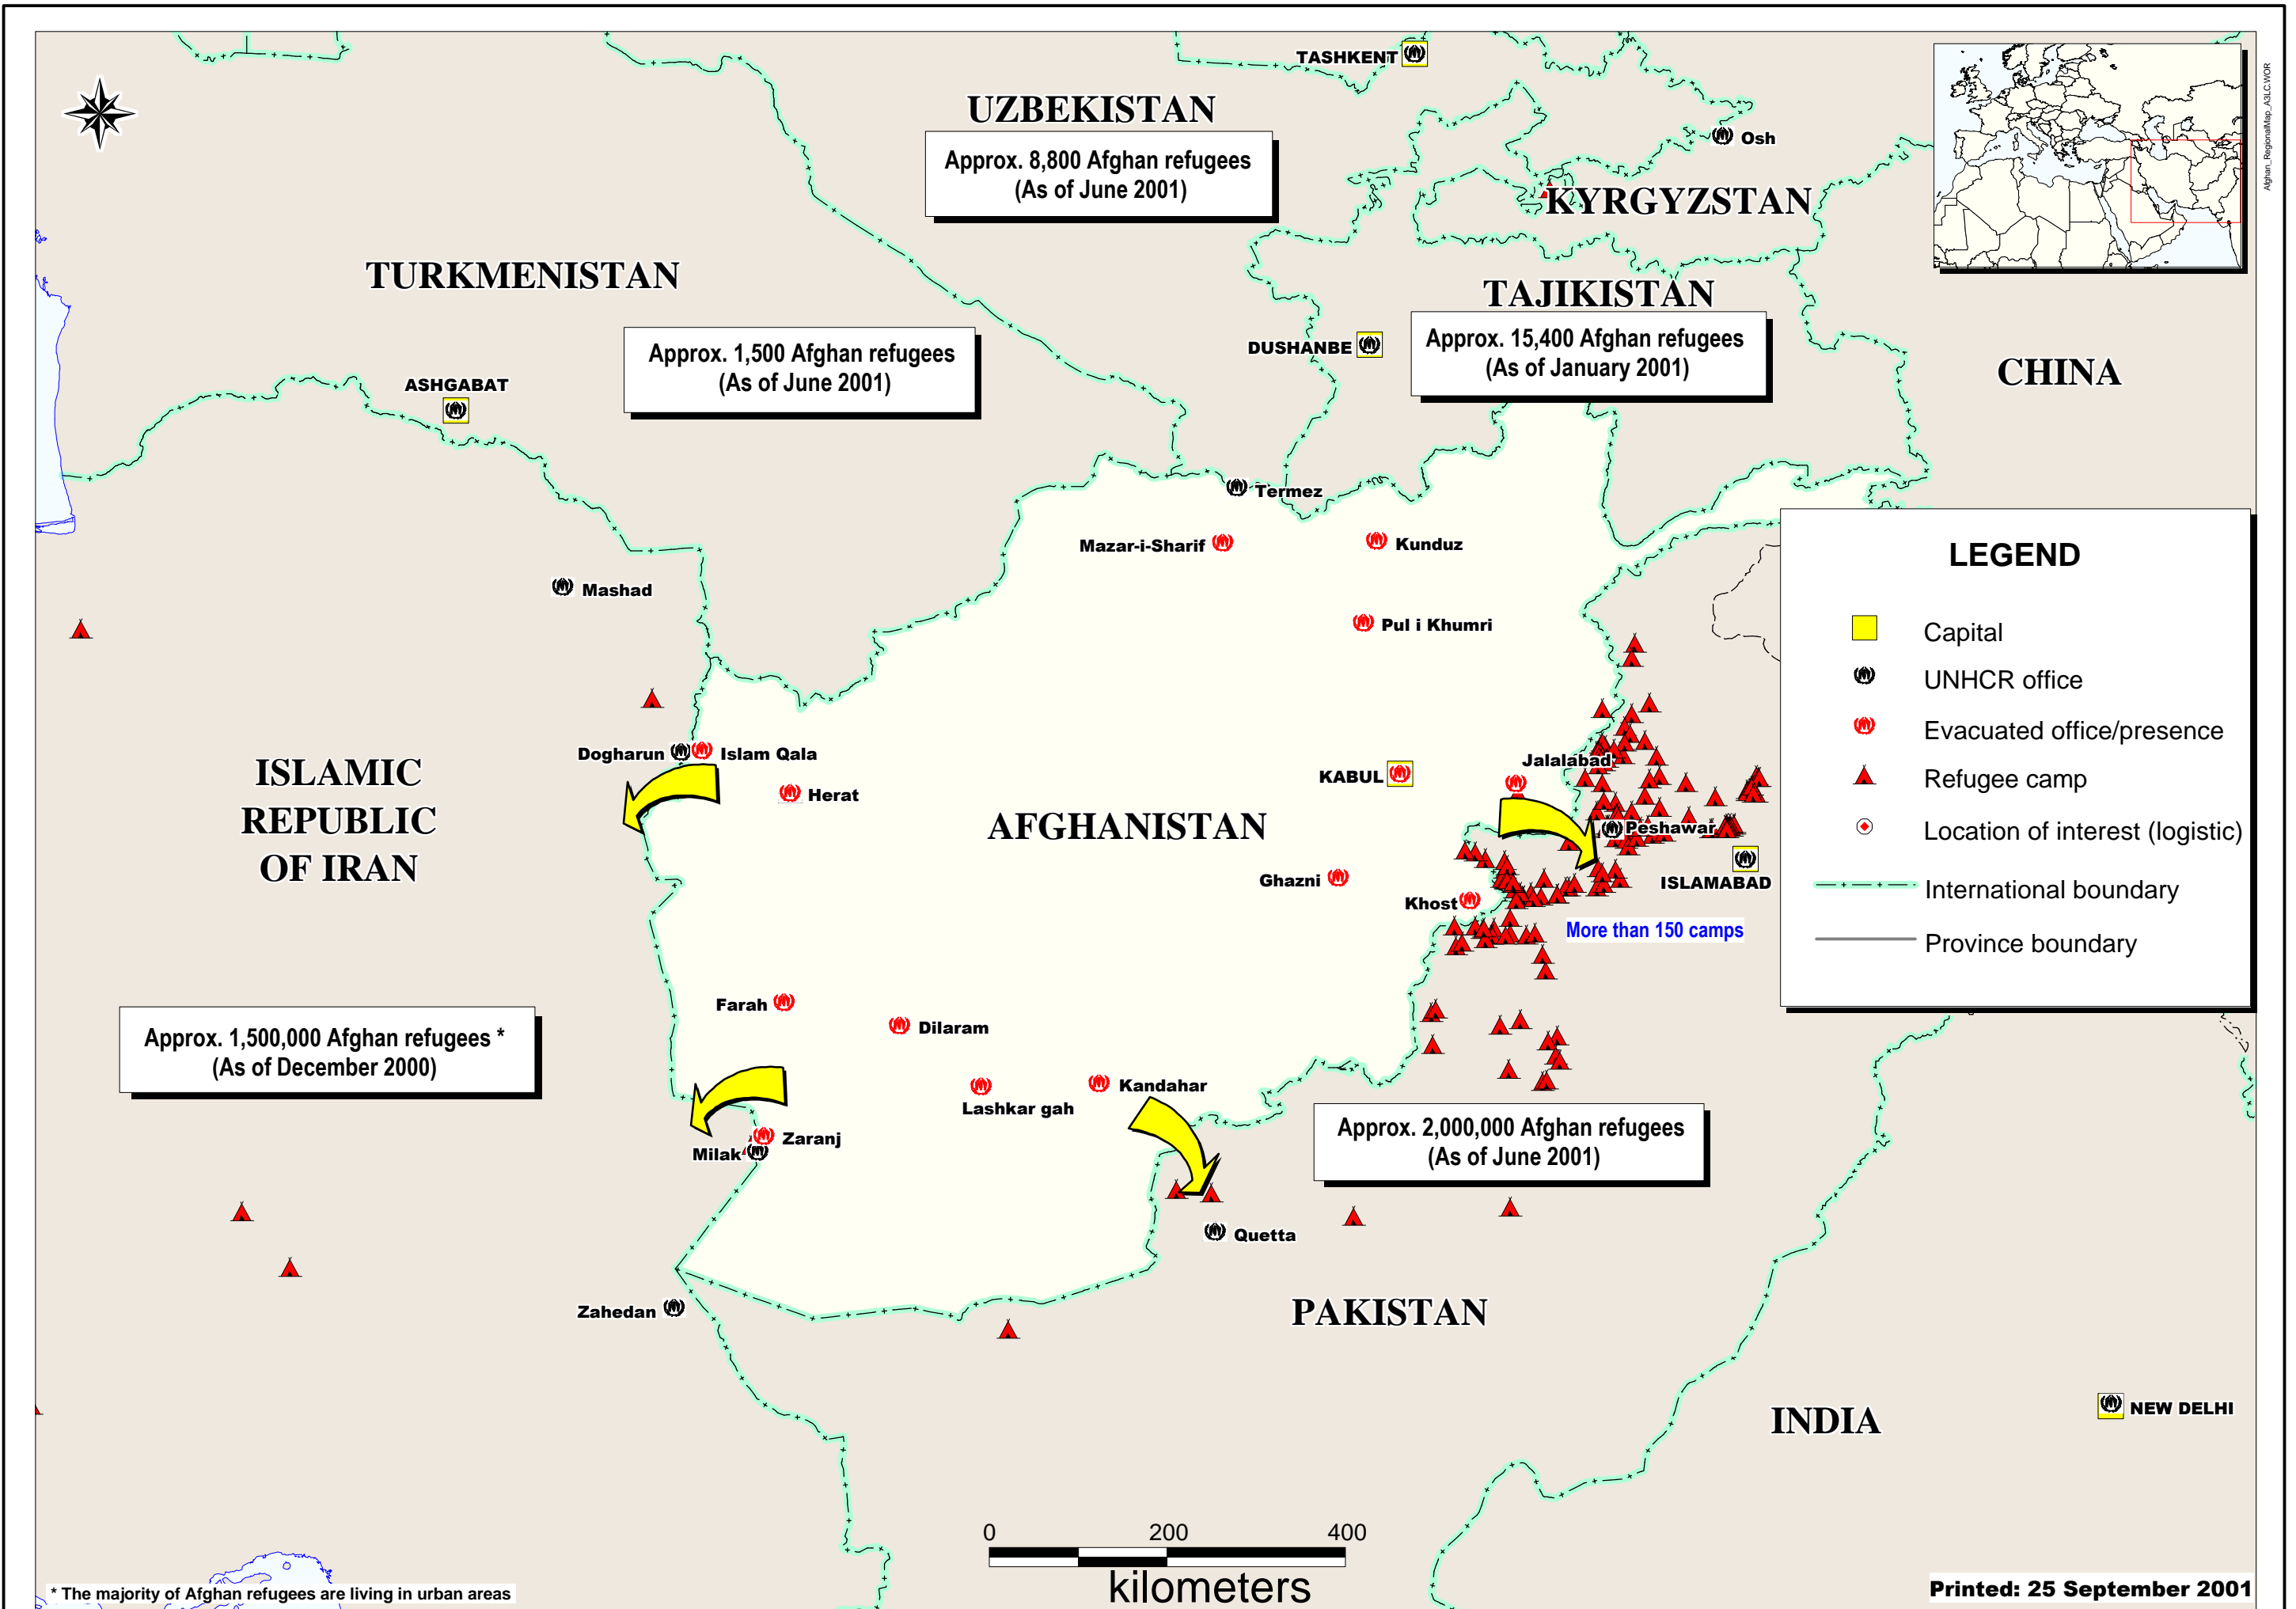 TASHKENT
UZBEKISTAN
Approx. 8,800 Afghan refugees
(As of June 2001)
Osh
KYRGYZSTAN
Afghan_RegionalMap_A3LC.WOR
TURKMENISTAN
TAJIKISTAN
Approx. 15,400 Afghan refugees
(As of January 2001)
DUSHANBE
Approx. 1,500 Afghan refugees
(As of June 2001)
CHINA
ASHGABAT
Termez
Mazar-i-Sharif
Kunduz
Mashad
Pul i Khumri
LEGEND
Capital
UNHCR office
Evacuated office/presence
Refugee camp
Location of interest (logistic)
International boundary
Province boundary
Dogharun
Islam Qala
Herat
ISLAMIC
REPUBLIC
OF IRAN
KABUL
Jalalabad
AFGHANISTAN
Peshawar
ISLAMABAD
Ghazni
Khost
More than 150 camps
Farah
Dilaram
Approx. 1,500,000 Afghan refugees *
(As of December 2000)
Lashkar gah
Kandahar
Zaranj
Milak
Approx. 2,000,000 Afghan refugees
(As of June 2001)
Quetta
Zahedan
PAKISTAN
INDIA
NEW DELHI
0 200 400
kilometers
* The majority of Afghan refugees are living in urban areas
Printed: 25 September 2001